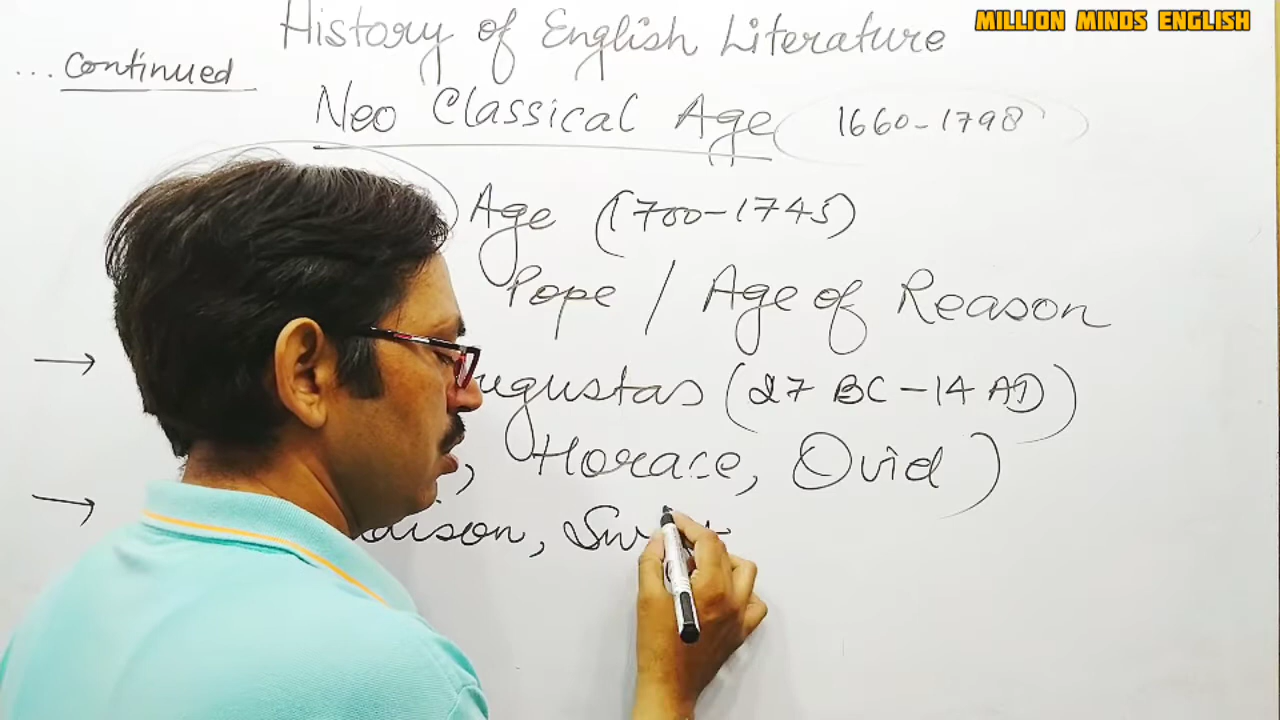 MILLION MINDS ENGLISH
History of English Literature
... Continued
Neo Classical Age 1660-1798
Age (1700-1745)
Pope / Age of Reason
→ ugustas (27 BC - 14 AD)
, Horace, Ovid)
→ dison,